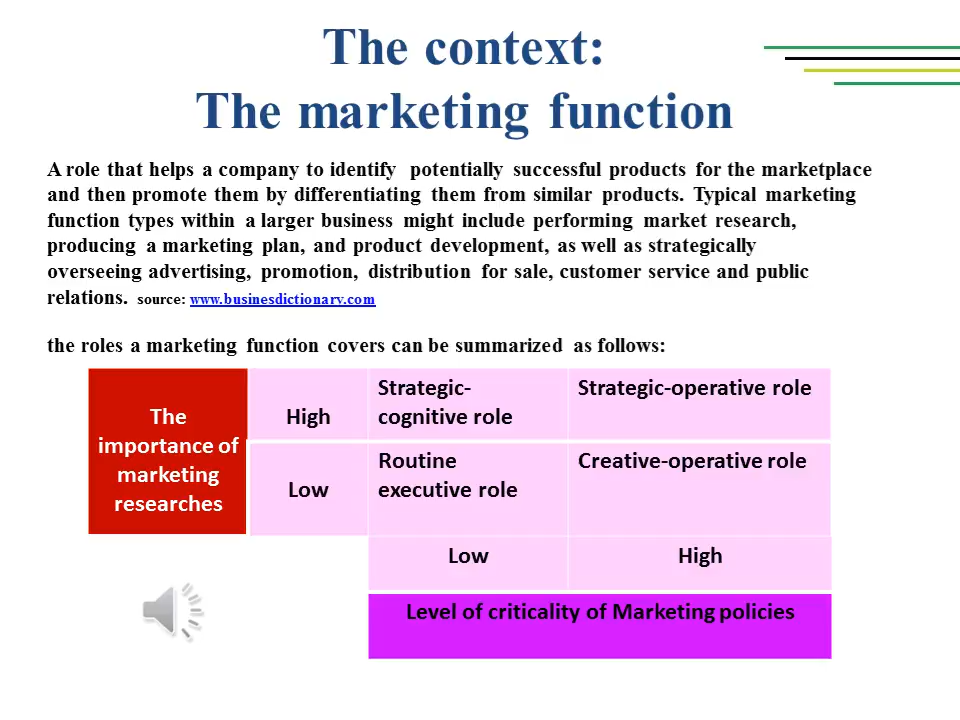 The context:
The marketing function
A role that helps a company to identify potentially successful products for the marketplace
and then promote them by differentiating them from similar products. Typical marketing
function types within a larger business might include performing market research,
producing a marketing plan, and product development, as well as strategically
overseeing advertising, promotion, distribution for sale, customer service and public
relations. source: www.businesdictionary.com
the roles a marketing function covers can be summarized as follows:
The
importance of
marketing
researches
High
Strategic-
cognitive role
Strategic-operative role
Low
Routine
executive role
Creative-operative role
Low
High
Level of criticality of Marketing policies